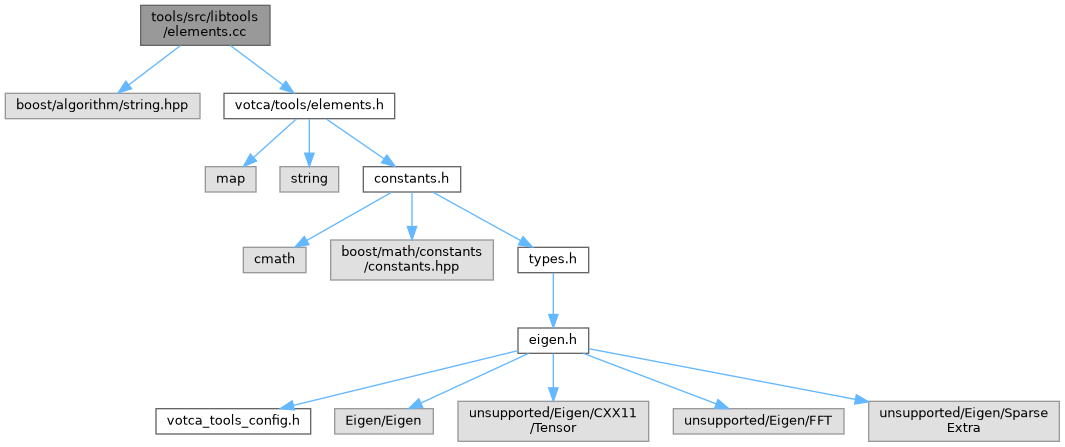 tools/src/libtools
/elements.cc
boost/algorithm/string.hpp
votca/tools/elements.h
map
string
constants.h
cmath
boost/math/constants
/constants.hpp
types.h
eigen.h
votca_tools_config.h
Eigen/Eigen
unsupported/Eigen/CXX11
/Tensor
unsupported/Eigen/FFT
unsupported/Eigen/Sparse
Extra